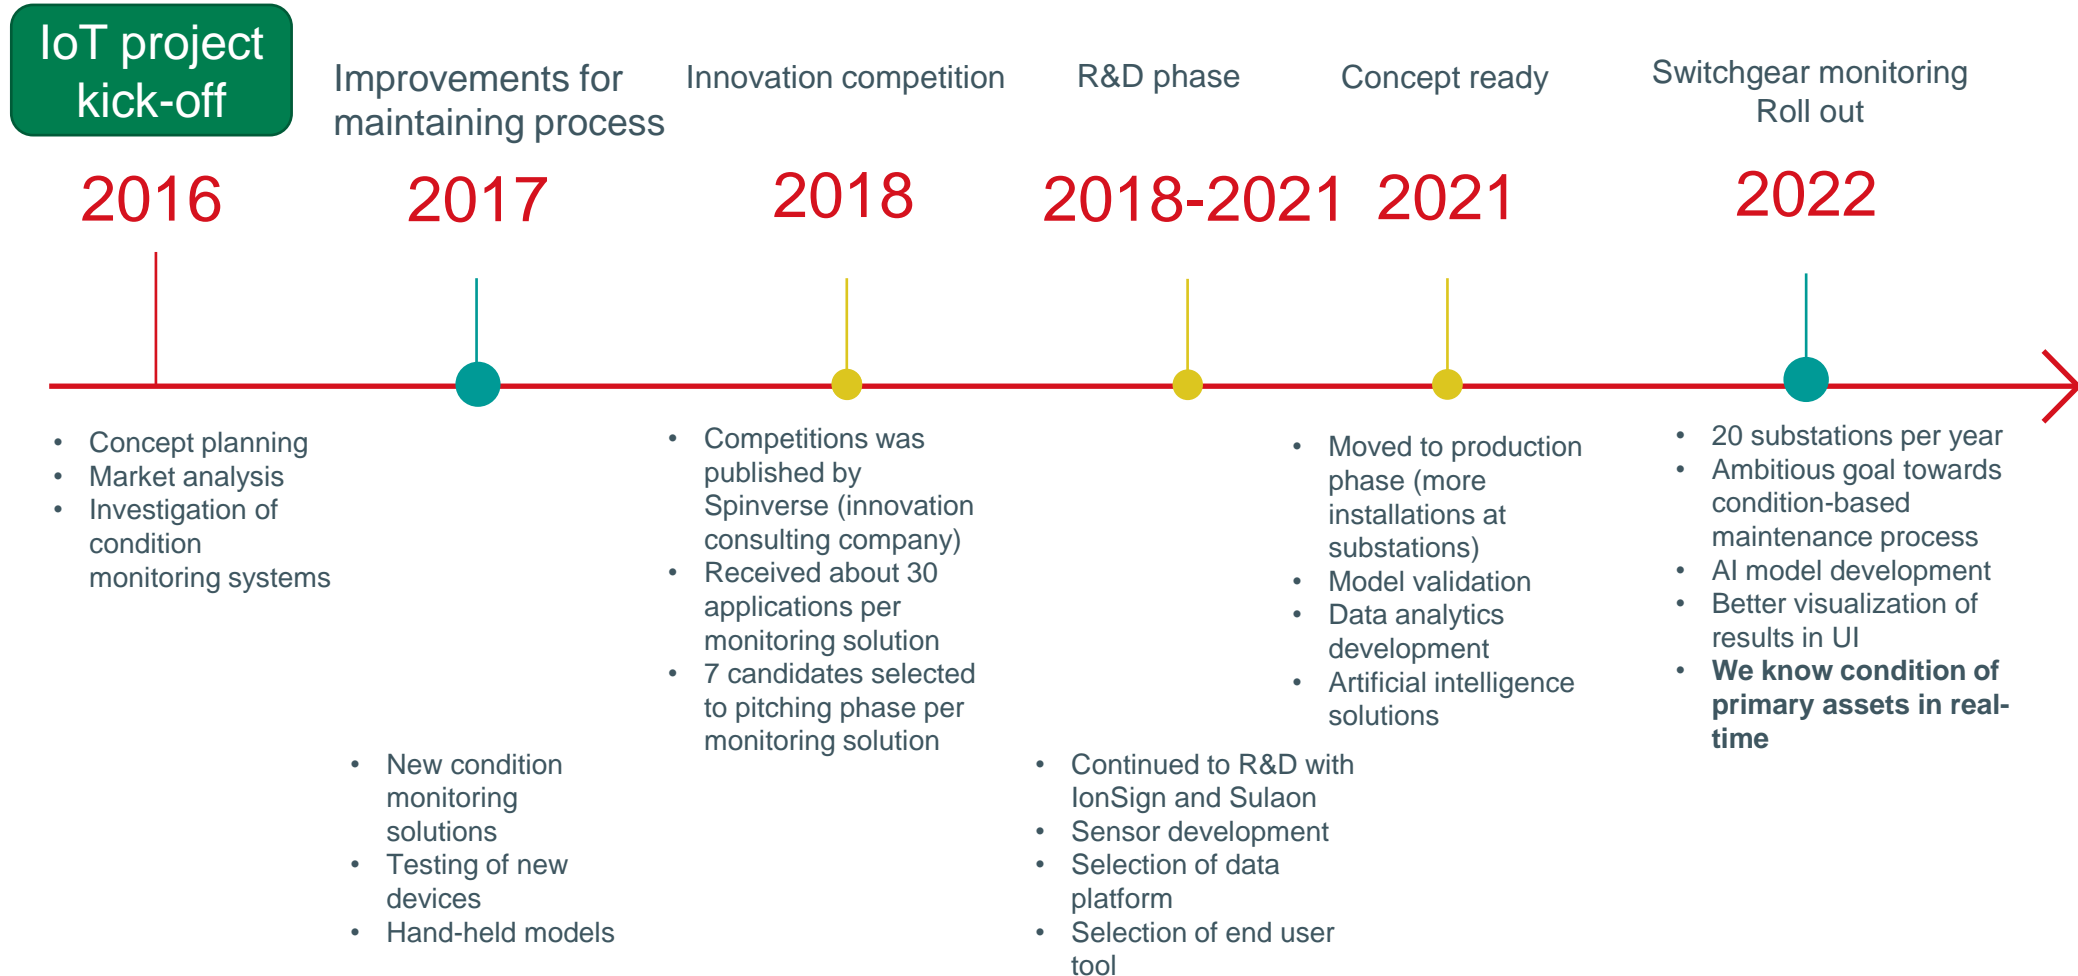 IoT project
kick-off
2016
• Concept planning
• Market analysis
• Investigation of
condition
monitoring systems
Improvements for
maintaining process
2017
• New condition
monitoring
solutions
• Testing of new
devices
• Hand-held models
Innovation competition
2018
• Competitions was
published by
Spinverse (innovation
consulting company)
• Received about 30
applications per
monitoring solution
• 7 candidates selected
to pitching phase per
monitoring solution
R&D phase
2018-2021
• Continued to R&D with
IonSign and Sulaon
• Sensor development
• Selection of data
platform
• Selection of end user
tool
Concept ready
2021
• Moved to production
phase (more
installations at
substations)
• Model validation
• Data analytics
development
• Artificial intelligence
solutions
Switchgear monitoring
Roll out
2022
• 20 substations per year
• Ambitious goal towards
condition-based
maintenance process
• AI model development
• Better visualization of
results in UI
• We know condition of
primary assets in real-
time